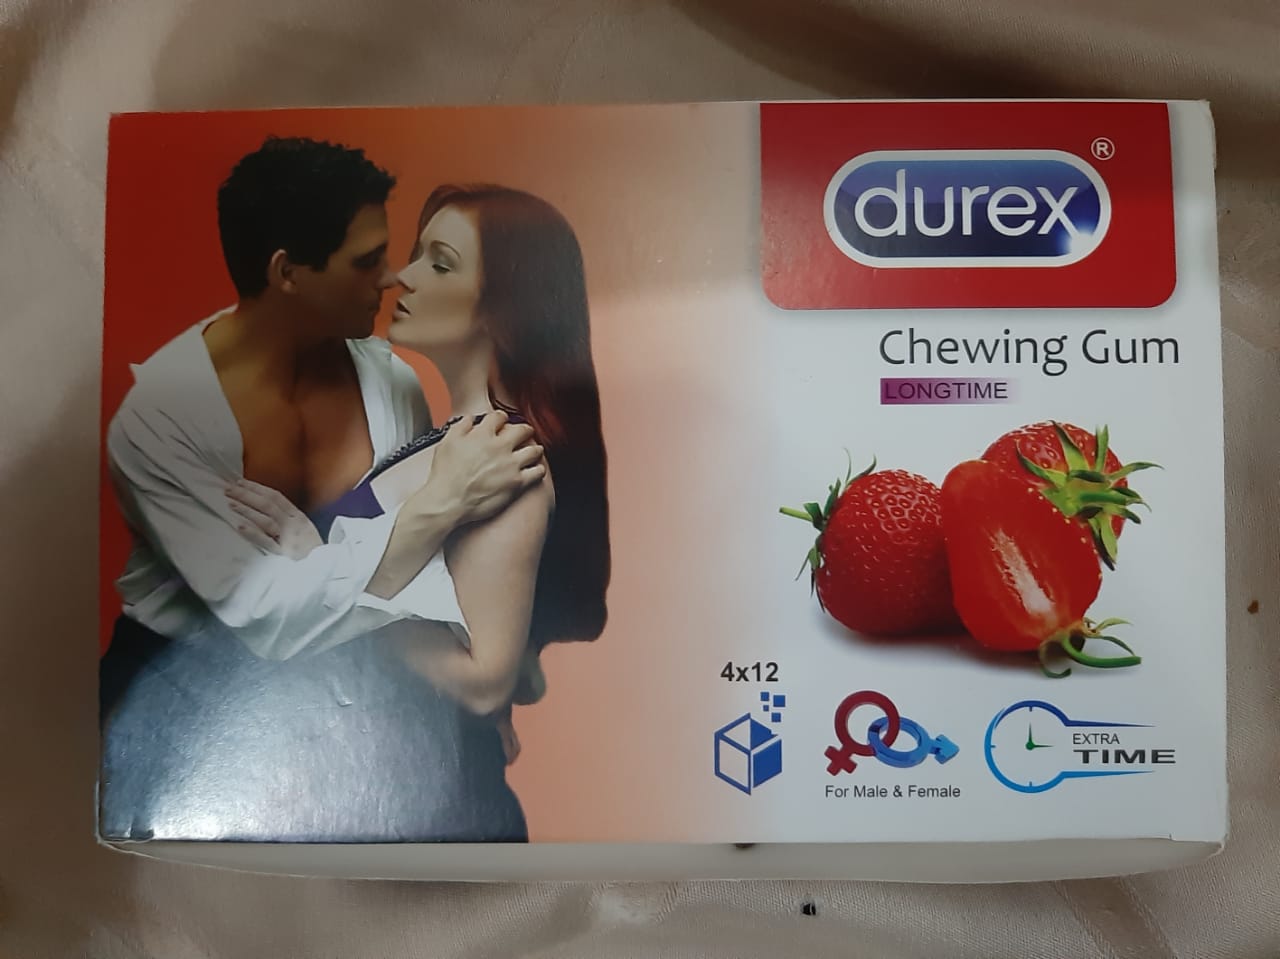 durex®
Chewing Gum
LONGTIME
4x12
For Male & Female
EXTRA
TIME